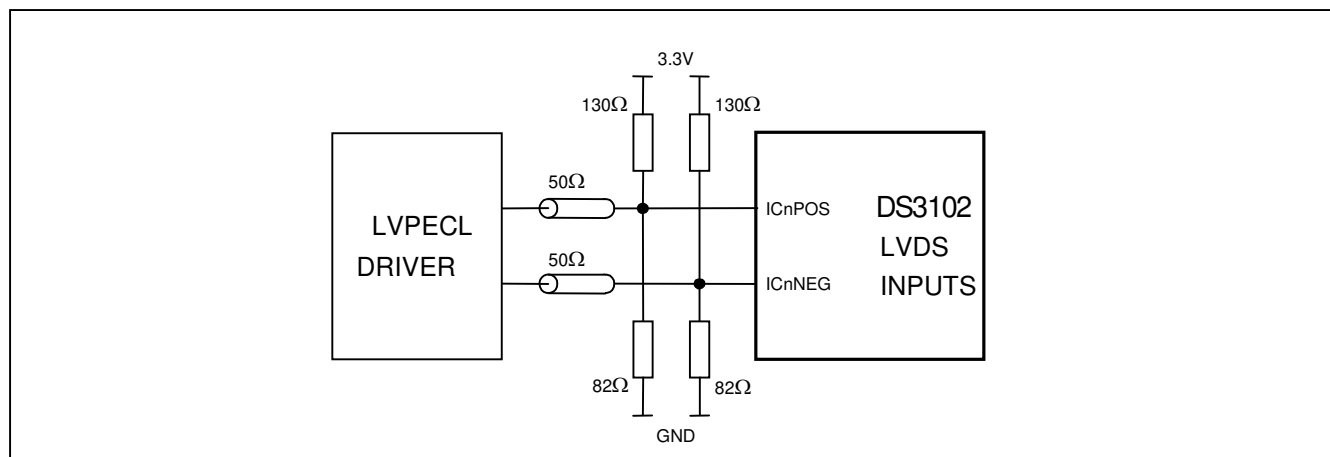 3.3V
130Ω 130Ω
50Ω
ICnPOS
DS3102
LVPECL
LVDS
DRIVER
50Ω
ICnNEG
INPUTS
82Ω 82Ω
GND